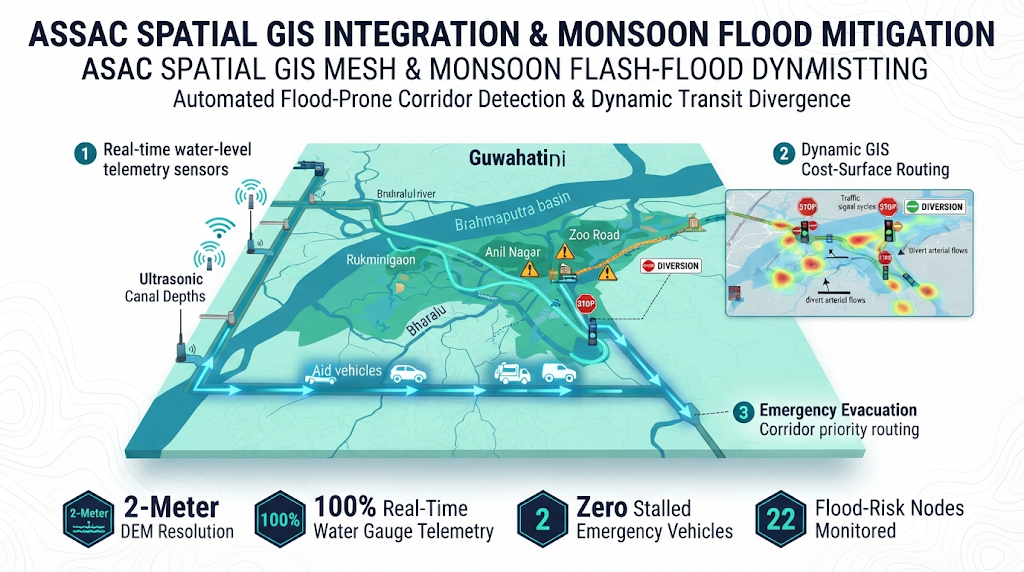 ASSAC SPATIAL GIS INTEGRATION & MONSOON FLOOD MITIGATION
ASAC SPATIAL GIS MESH & MONSOON FLASH-FLOOD DYNMISTTING
Automated Flood-Prone Corridor Detection & Dynamic Transit Divergence
1 Real-time water-level
telemetry sensors
Guwahatini
2 Dynamic GIS
Cost-Surface Routing
Bndralulriver
Brahmaputra basin
Rukminigaon
Anil Nagar
Zoo Road
Ultrasonic
Canal Depths
Bharalu
DIVERSION
STOP
Traffic
signal cycles
STOP
STOP
DIVERSION
Divert arterial flows
divert arterial flows
Aid vehicles
3 Emergency Evacuation
Corridor priority routing
2-Meter
2-Meter
DEM Resolution
100%
100% Real-Time
Water Gauge Telemetry
2
Zero Stalled
Emergency Vehicles
22
Flood-Risk Nodes
Monitored